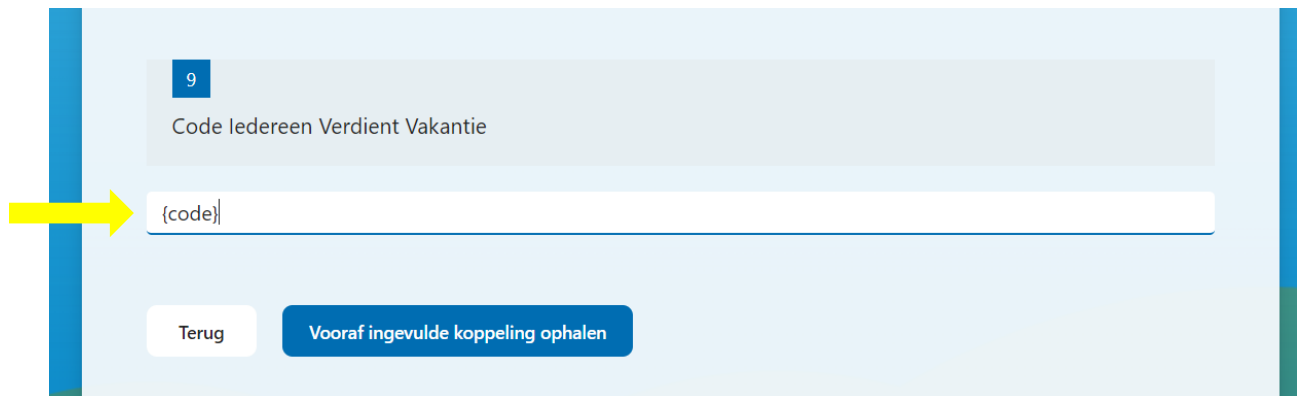 9
Code Iedereen Verdient Vakantie
{code}
Terug
Vooraf ingevulde koppeling ophalen